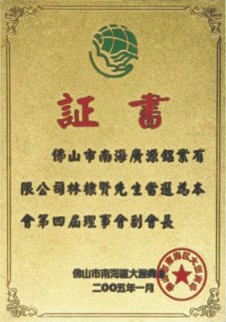 証書
佛山市南海廣源鋁業有
限公司林棣賢先生當選為本
會第四届理事會副會長
佛山市南海區大瀝商會
二〇〇五年一月